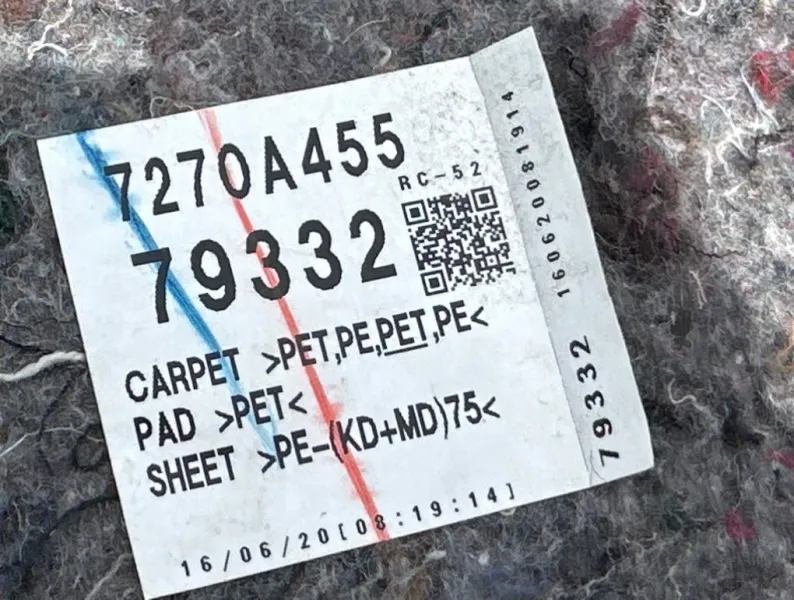 7270A455
RC-52
79332
CARPET >PET,PE,PET,PE<
PAD >PET<
SHEET >PE-(KD+MD)75<
16/06/20[08:19:14]
79332
160620081914